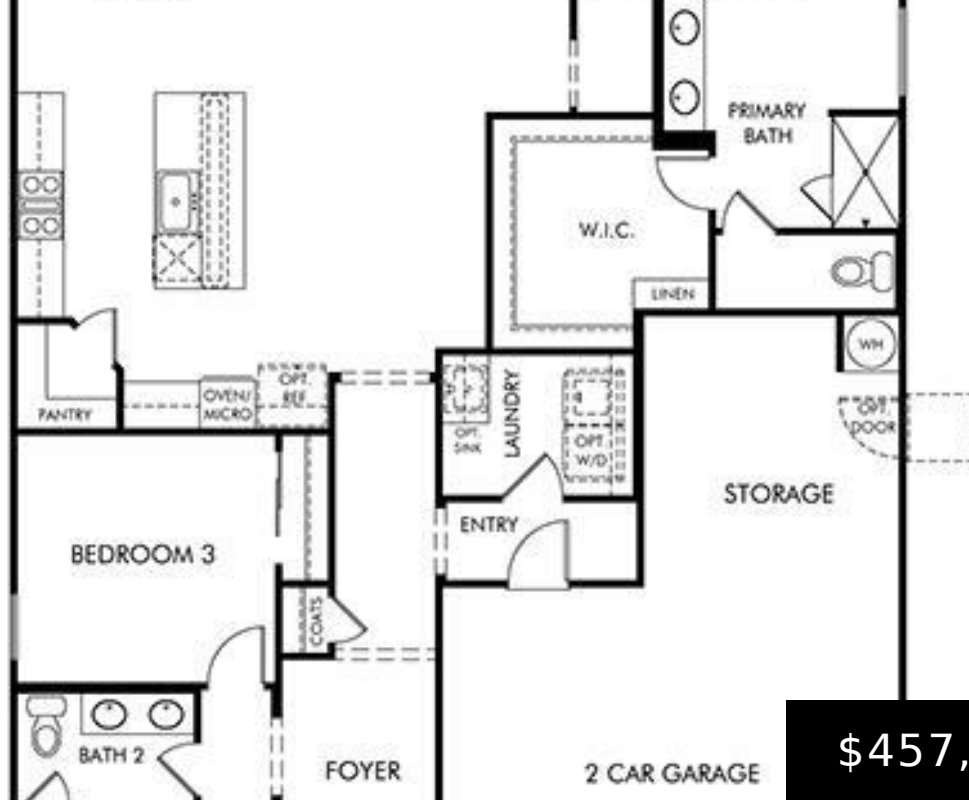 PRIMARY
BATH
W.I.C.
LINEN
WH
OPT.
REF.
OVEN/
MICRO
PANTRY
OPT.
SINK
LAUNDRY
OPT.
W/D
OPT.
DOOR
STORAGE
ENTRY
BEDROOM 3
COATS
BATH 2
FOYER
2 CAR GARAGE
$457,